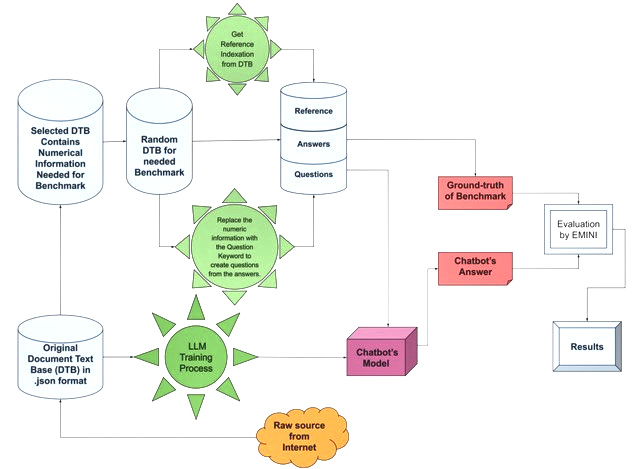 Get
Reference
Indexation
from DTB
Selected DTB
Contains
Numerical
Information
Needed for
Benchmark
Random
DTB for
needed
Benchmark
Reference
Answers
Questions
Ground-truth
of Benchmark
Replace the
numeric
information with
the Question
Keyword to
create questions
from the answers.
Evaluation
by EMINI
Chatbot's
Answer
Original
Document Text
Base (DTB) in
.json format
LLM
Training
Process
Chatbot's
Model
Results
Raw source
from
Internet